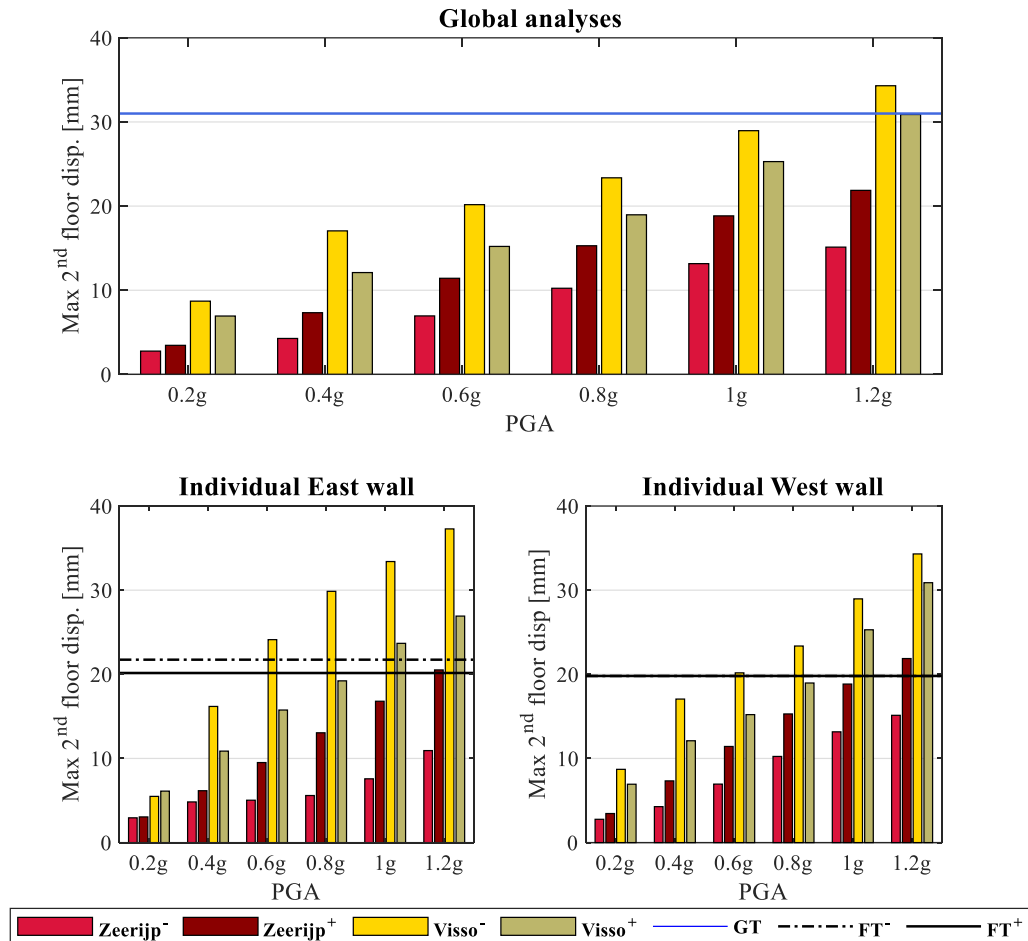 Global analyses
Max 2nd floor disp. [mm]
40
30
20
10
0
0.2g 0.4g 0.6g 0.8g 1g 1.2g
PGA
Individual East wall
Max 2nd floor disp. [mm]
40
30
20
10
0
0.2g 0.4g 0.6g 0.8g 1g 1.2g
PGA
Individual West wall
Max 2nd floor disp [mm]
40
30
20
10
0
0.2g 0.4g 0.6g 0.8g 1g 1.2g
PGA
Zeerijp- Zeerijp+ Visso- Visso+ GT FT- FT+